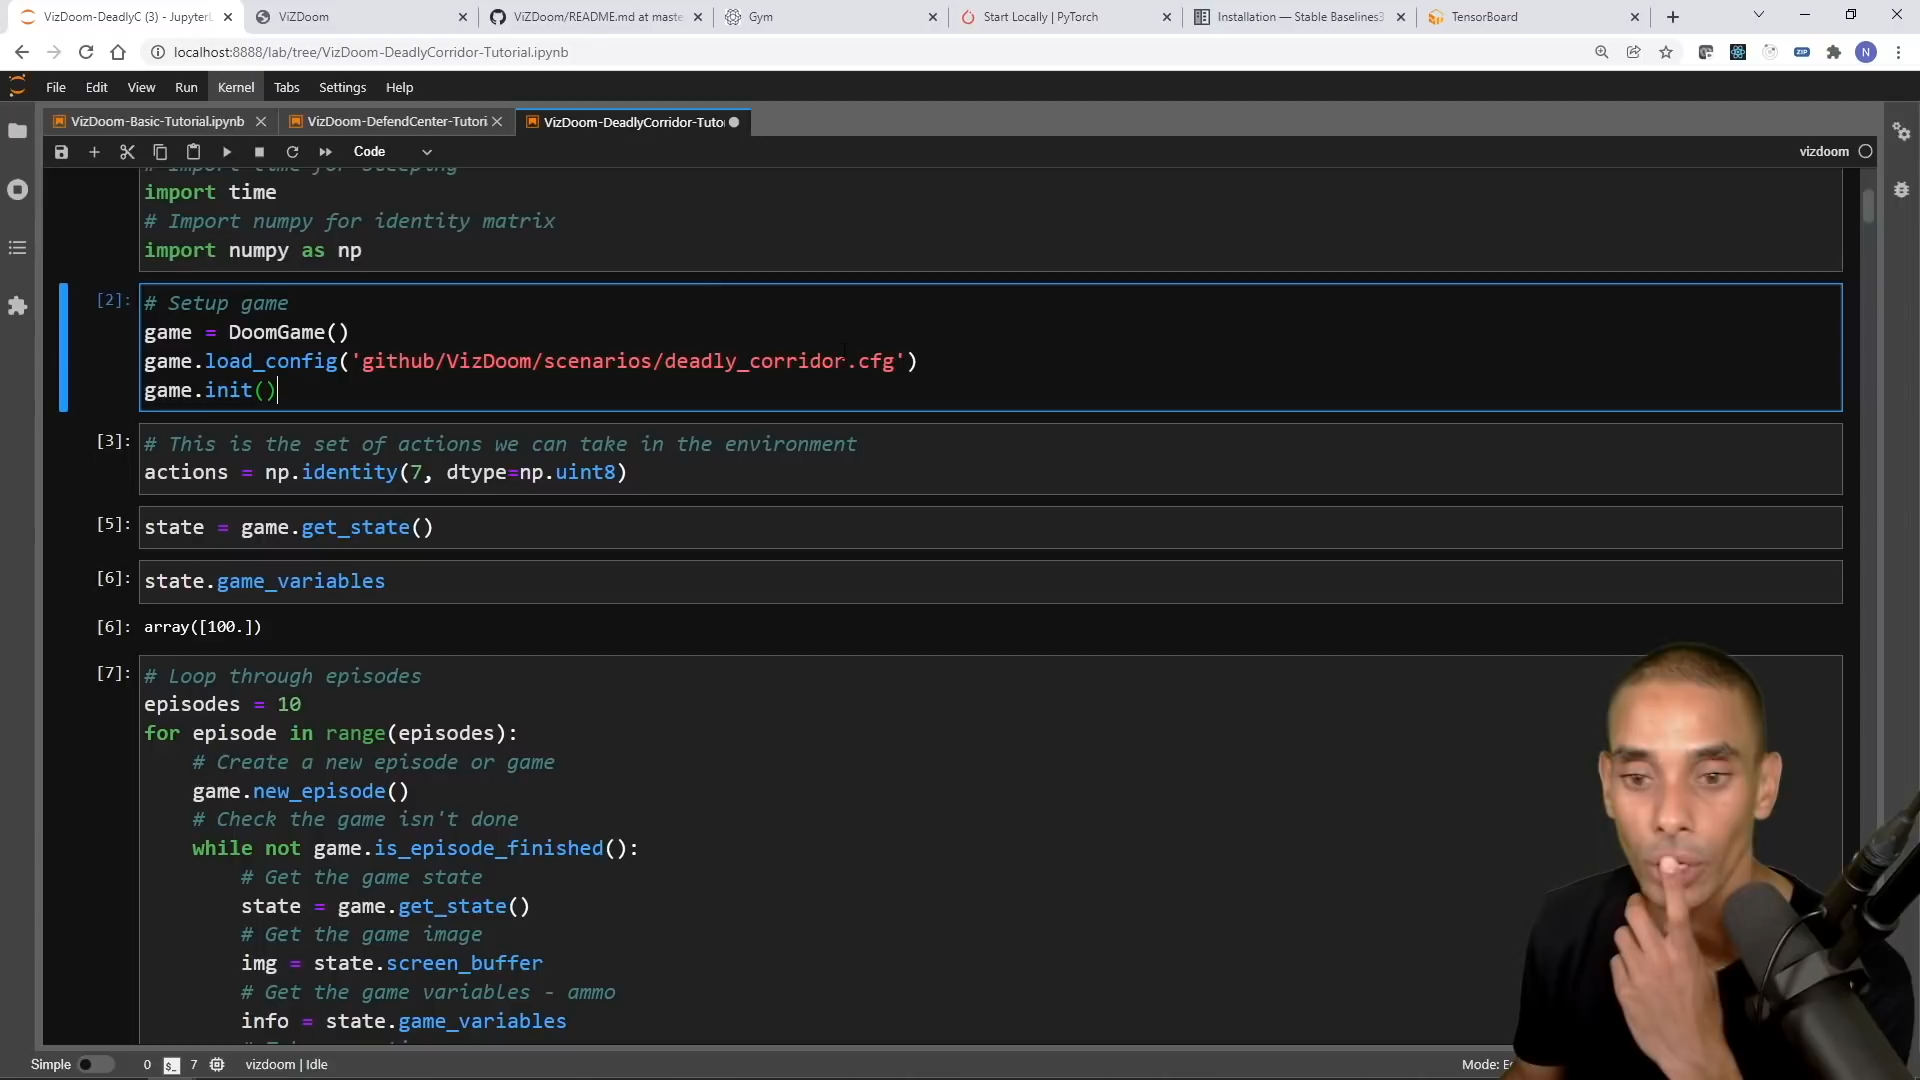 VizDoom-DeadlyC (3) - JupyterL
ViZDoom
ViZDoom/README.md at maste
Gym
Start Locally | PyTorch
Installation — Stable Baselines3
TensorBoard
localhost:8888/lab/tree/VizDoom-DeadlyCorridor-Tutorial.ipynb
ZIP
N
File Edit View Run Kernel Tabs Settings Help
VizDoom-Basic-Tutorial.ipynb
VizDoom-DefendCenter-Tutori
VizDoom-DeadlyCorridor-Tuto
Code
vizdoom
# Import time for sleeping
import time
# Import numpy for identity matrix
import numpy as np
[2]:
# Setup game
game = DoomGame()
game.load_config('github/VizDoom/scenarios/deadly_corridor.cfg')
game.init()
[3]:
# This is the set of actions we can take in the environment
actions = np.identity(7, dtype=np.uint8)
[5]:
state = game.get_state()
[6]:
state.game_variables
[6]:
array([100.])
[7]:
# Loop through episodes
episodes = 10
for episode in range(episodes):
# Create a new episode or game
game.new_episode()
# Check the game isn't done
while not game.is_episode_finished():
# Get the game state
state = game.get_state()
# Get the game image
img = state.screen_buffer
# Get the game variables - ammo
info = state.game_variables
Simple
0
$_
7
vizdoom | Idle
Mode: